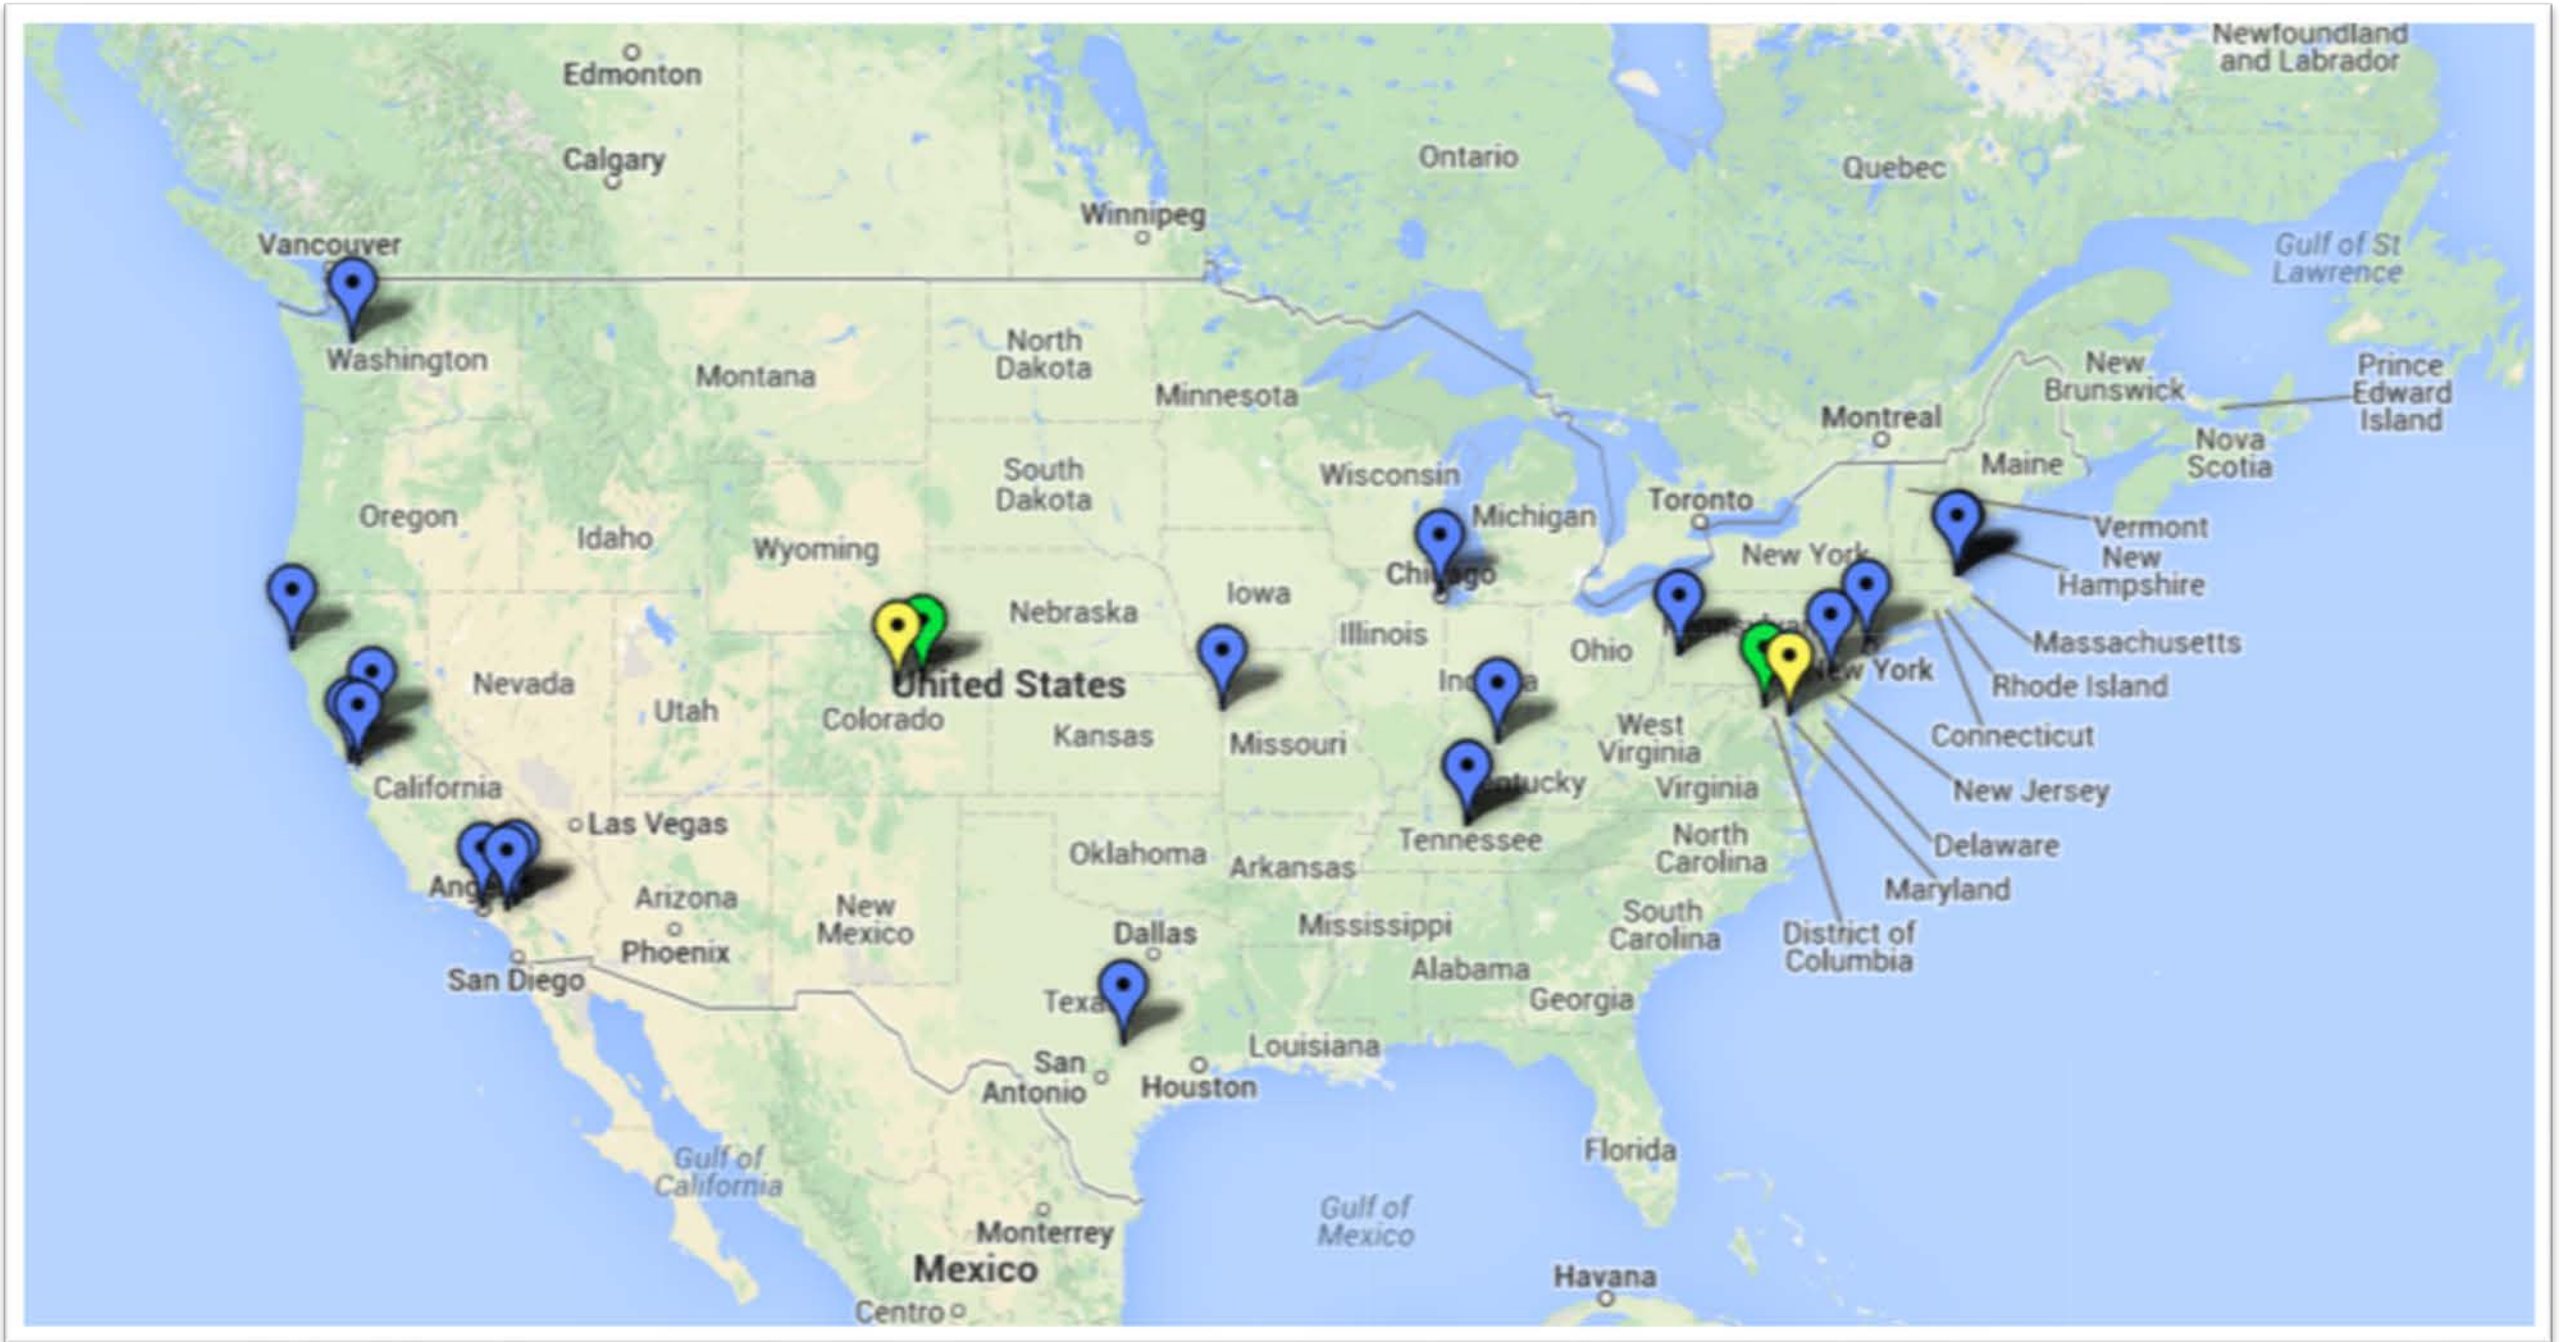 Newfoundland
and Labrador
Edmonton
Calgary
Ontario
Quebec
Winnipeg
Vancouver
Gulf of St
Lawrence
Washington
Montana
North
Dakota
Minnesota
New
Brunswick
Prince
Edward
Island
Montreal
Nova
Scotia
Maine
Wisconsin
South
Dakota
Michigan
Toronto
Oregon
Idaho
Wyoming
New York
Vermont
New
Hampshire
Chicago
Iowa
Nebraska
Illinois
Ohio
Massachusetts
New York
Rhode Island
United States
Nevada
Utah
Colorado
Kansas
Missouri
West
Virginia
Connecticut
California
Virginia
New Jersey
Las Vegas
Tennessee
North
Carolina
Delaware
Oklahoma
Arkansas
Maryland
Arizona
New
Mexico
Phoenix
Dallas
Mississippi
South
Carolina
District of
Columbia
San Diego
Alabama
Georgia
Louisiana
San
Antonio
Houston
Florida
Gulf of
California
Gulf of
Mexico
Monterrey
Mexico
Havana
Centro